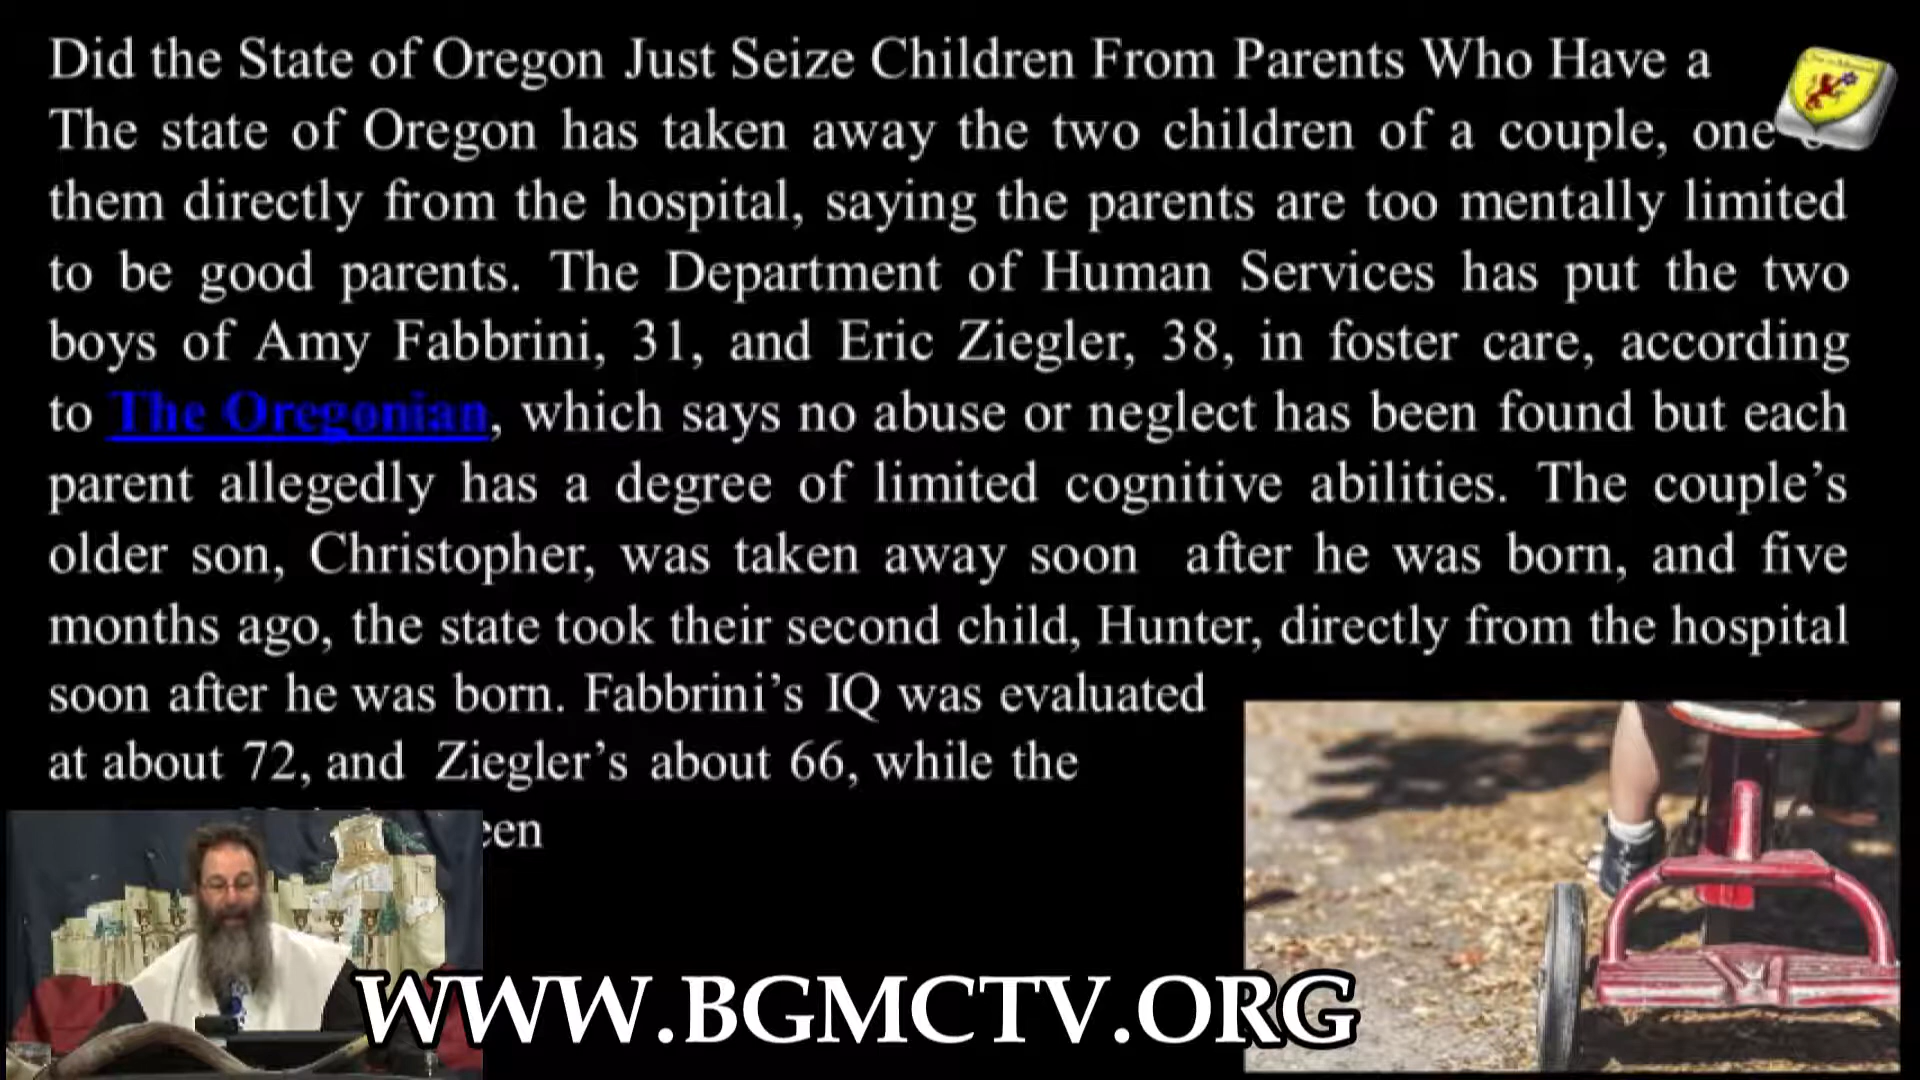 Did the State of Oregon Just Seize Children From Parents Who Have a
The state of Oregon has taken away the two children of a couple, one
them directly from the hospital, saying the parents are too mentally limited
to be good parents. The Department of Human Services has put the two
boys of Amy Fabbrini, 31, and Eric Ziegler, 38, in foster care, according
to The Oregonian, which says no abuse or neglect has been found but each
parent allegedly has a degree of limited cognitive abilities. The couple’s
older son, Christopher, was taken away soon after he was born, and five
months ago, the state took their second child, Hunter, directly from the hospital
soon after he was born. Fabbrini’s IQ was evaluated
at about 72, and Ziegler’s about 66, while the
WWW.BGMCTV.ORG